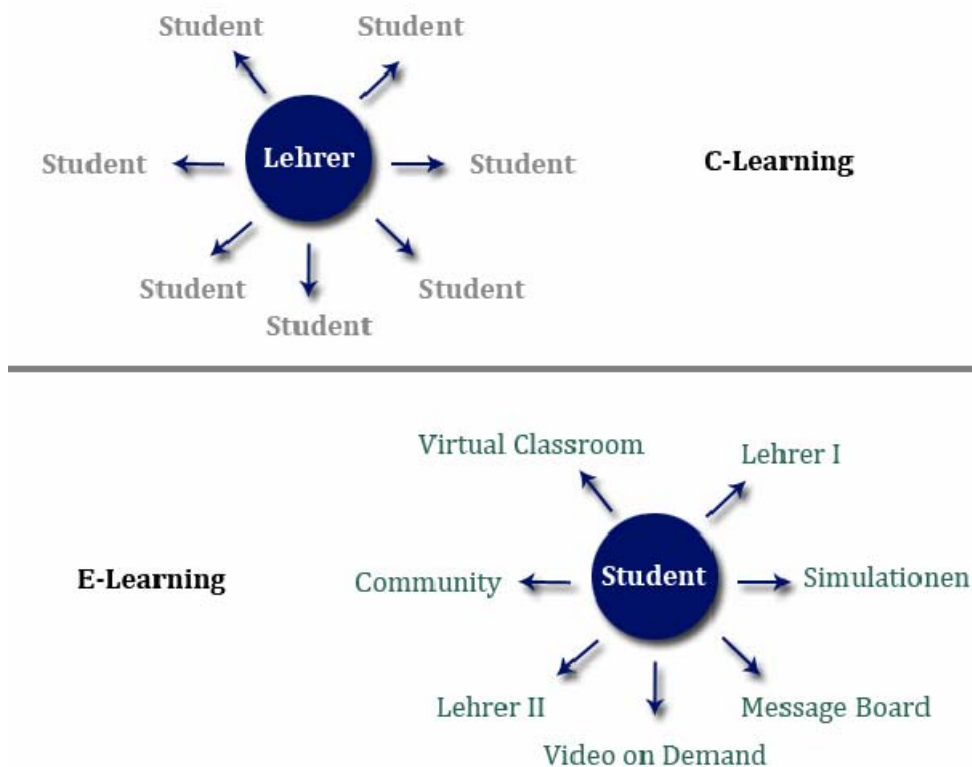 Student Student
Student Lehrer Student
C-Learning
Student Student
Student
Virtual Classroom Lehrer I
E-Learning
Community Student Simulationen
Lehrer II Message Board
Video on Demand